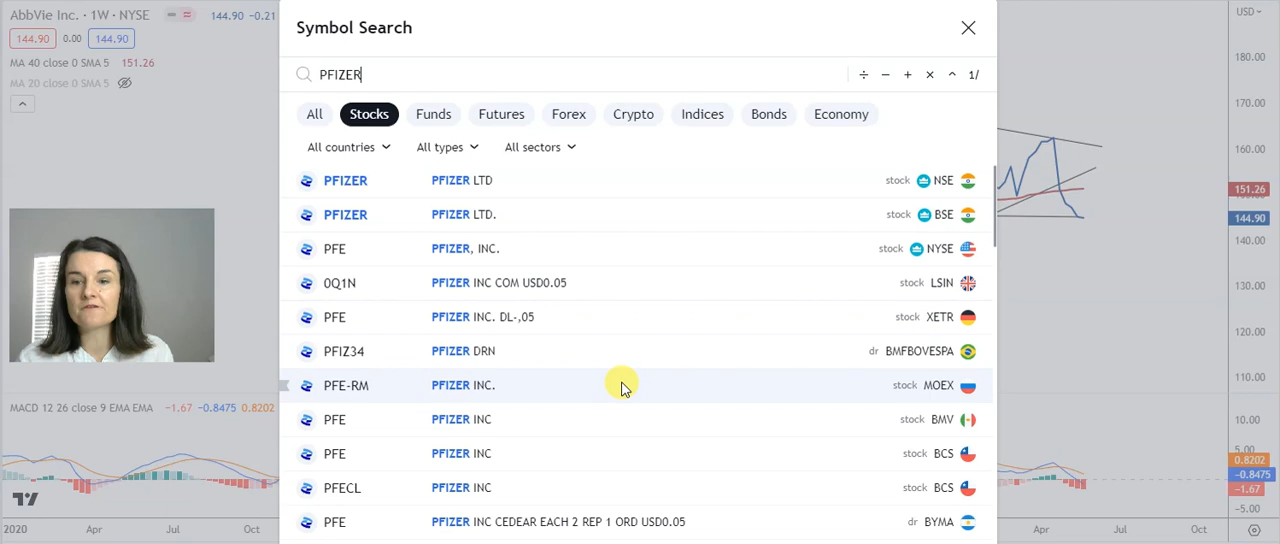 AbbVie Inc. · 1W · NYSE 144.90 -0.21
144.90 0.00 144.90
MA 40 close 0 SMA 5 151.26
MA 20 close 0 SMA 5
Symbol Search
PFIZER ÷ − + × ^ 1/
All Stocks Funds Futures Forex Crypto Indices Bonds Economy
All countries All types All sectors
PFIZER PFIZER LTD stock NSE
PFIZER PFIZER LTD. stock BSE
PFE PFIZER, INC. stock NYSE
0Q1N PFIZER INC COM USD0.05 stock LSIN
PFE PFIZER INC. DL-,05 stock XETR
PFIZ34 PFIZER DRN dr BMFBOVESPA
PFE-RM PFIZER INC. stock MOEX
PFE PFIZER INC stock BMV
PFE PFIZER INC stock BCS
PFECL PFIZER INC stock BCS
PFE PFIZER INC CEDEAR EACH 2 REP 1 ORD USD0.05 dr BYMA
USD
180.00
170.00
160.00
151.26
144.90
140.00
130.00
120.00
110.00
MACD 12 26 close 9 EMA EMA -1.67 -0.8475 0.8202
10.00
5.00
0.8202
-0.8475
-1.67
-5.00
2020 Apr Jul Oct Apr Jul Oct